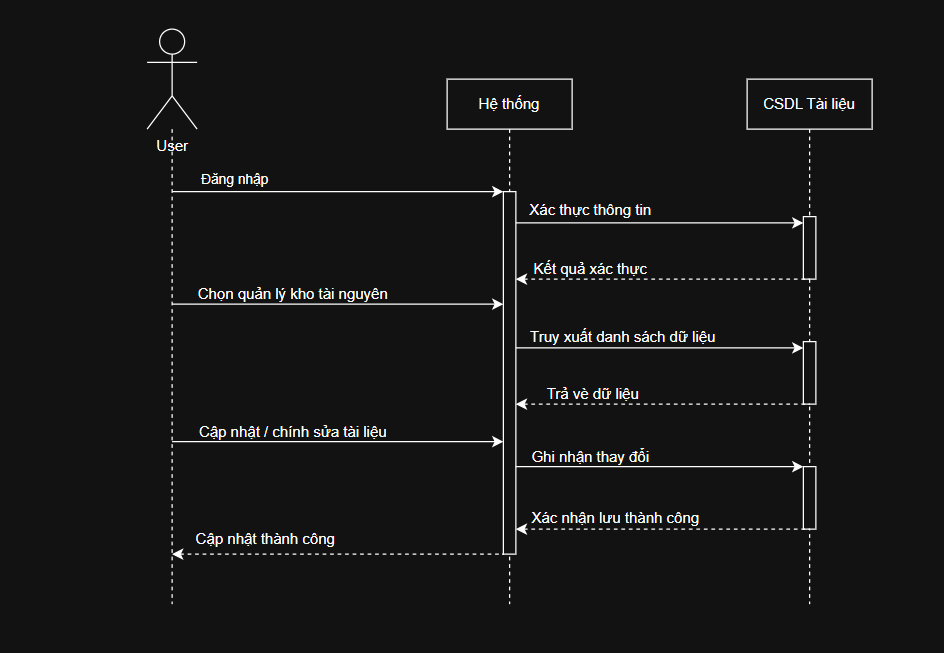 Hệ thống
CSDL Tài liệu
User
Đăng nhập
Xác thực thông tin
Kết quả xác thực
Chọn quản lý kho tài nguyên
Truy xuất danh sách dữ liệu
Trả vè dữ liệu
Cập nhật / chính sửa tài liệu
Ghi nhận thay đổi
Xác nhận lưu thành công
Cập nhật thành công